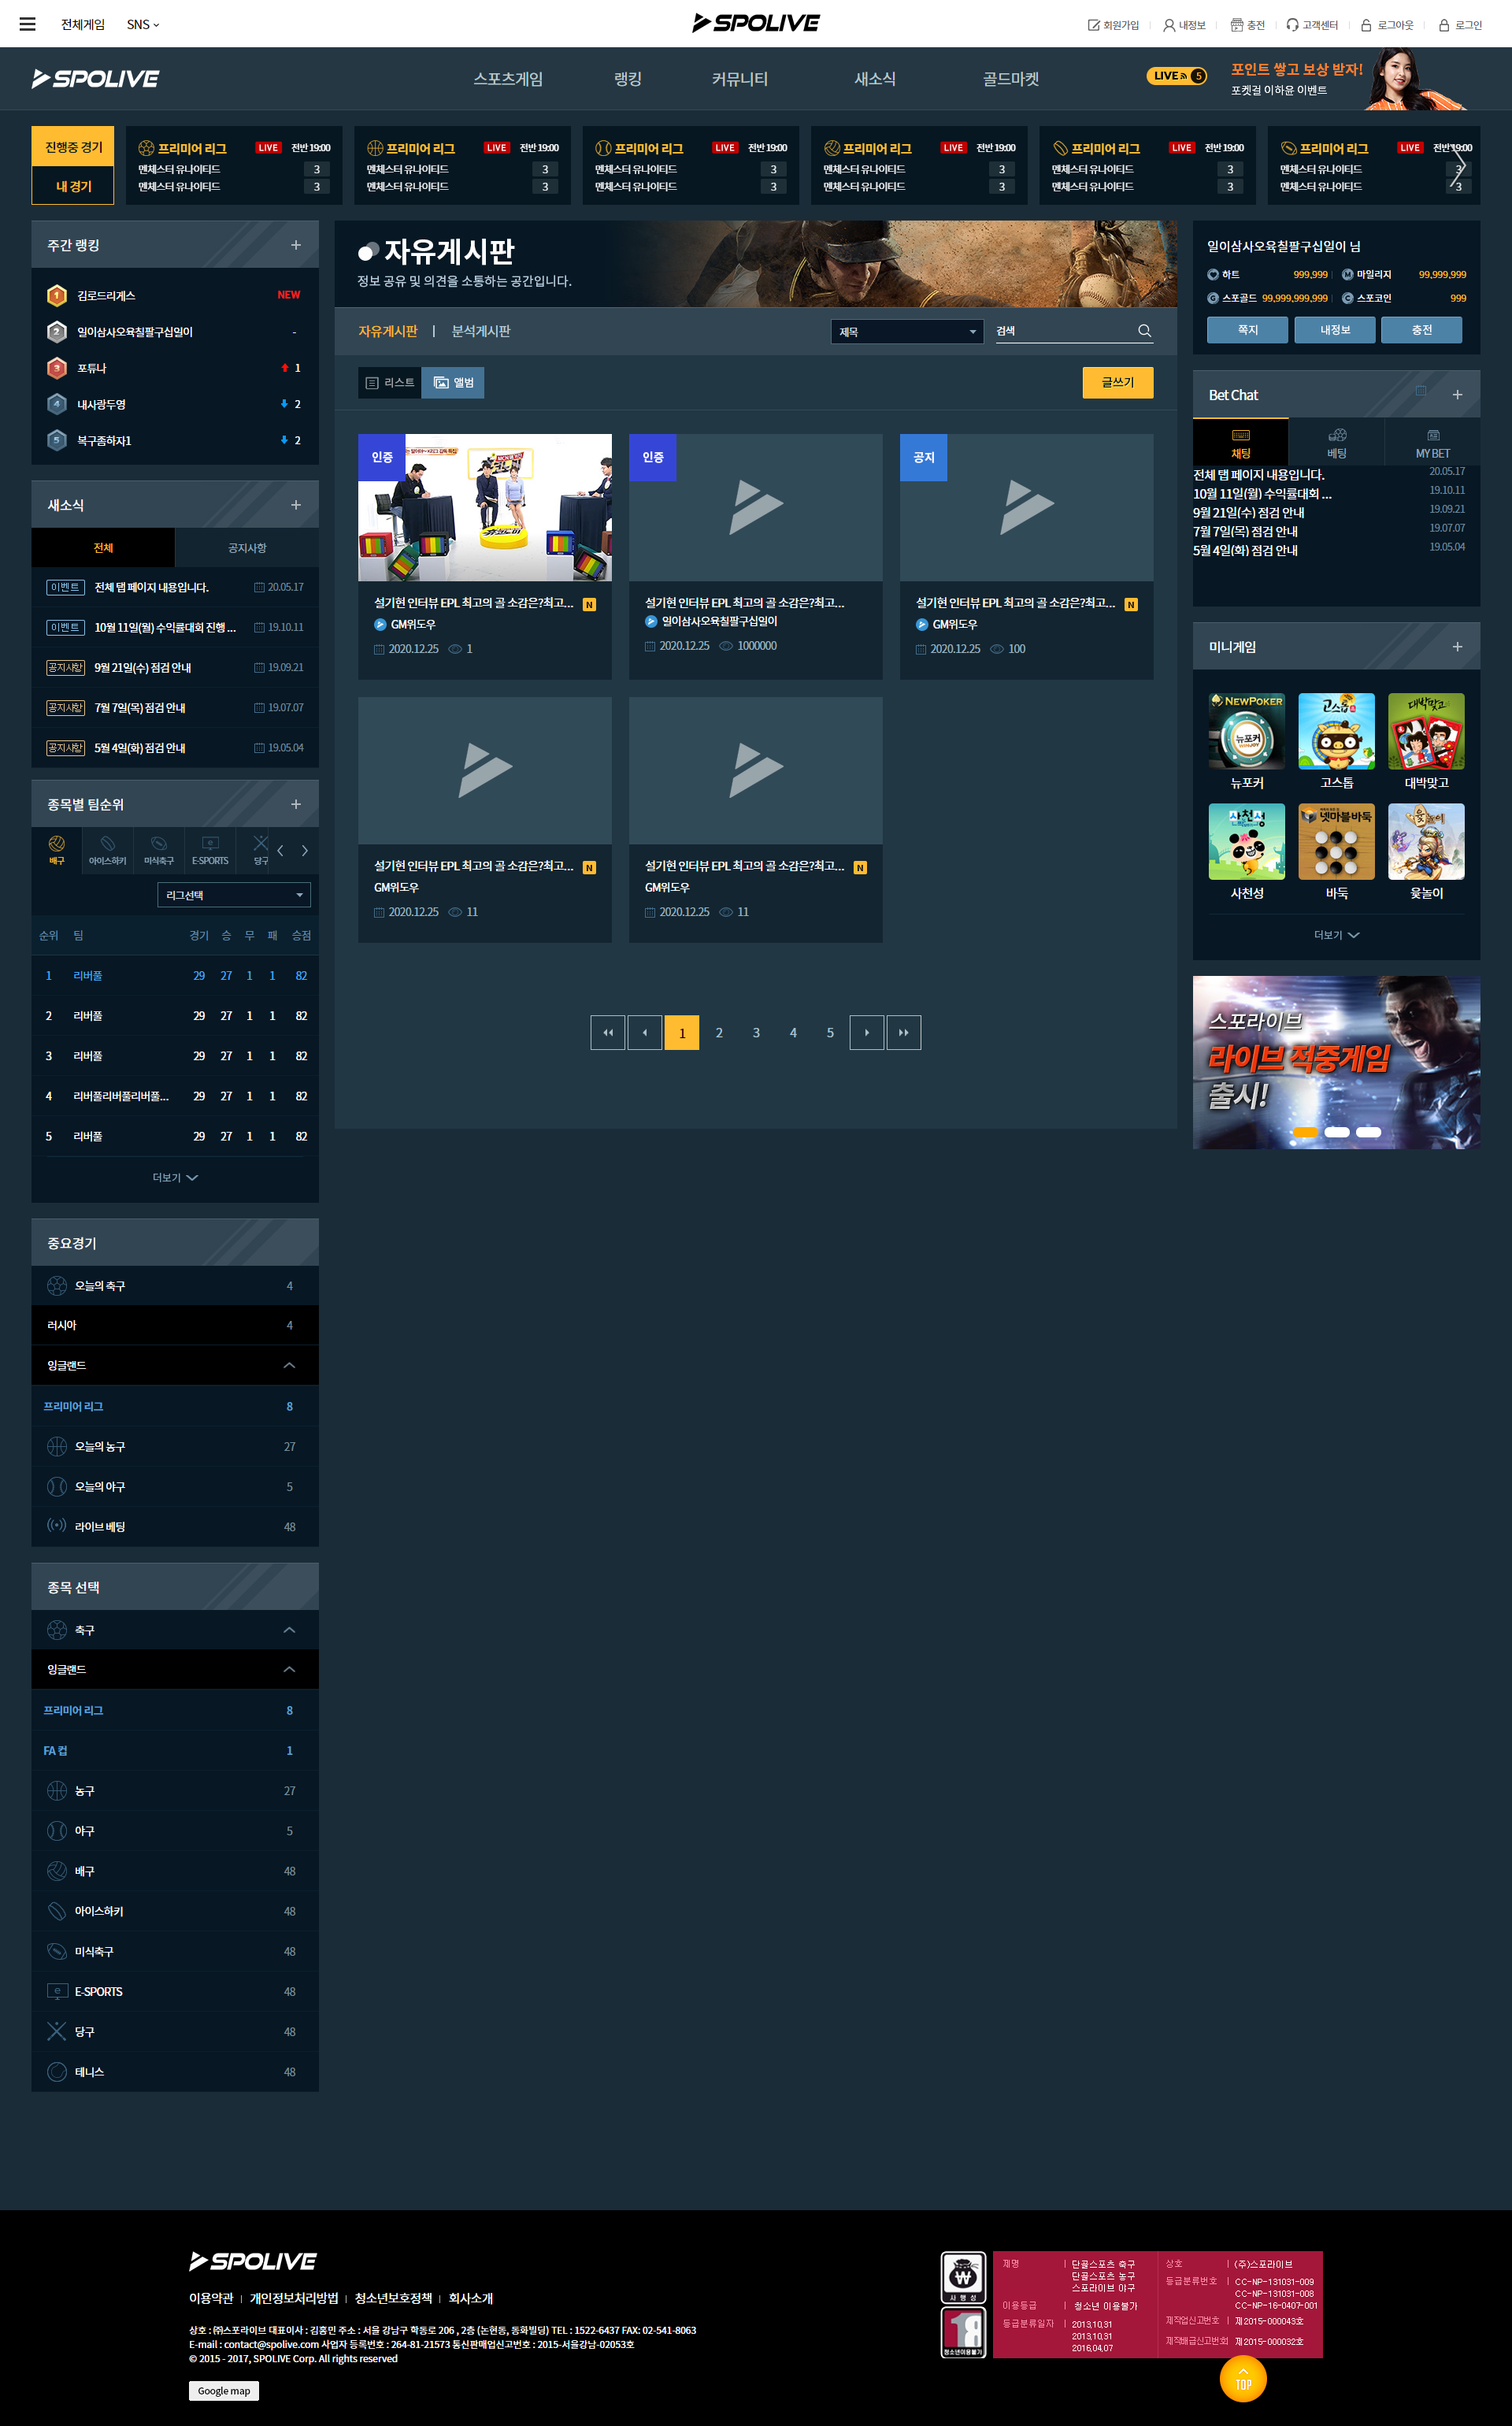 전체게임 SNS
SPOLIVE
회원가입 내정보 충전 고객센터 로그아웃 로그인
SPOLIVE
스포츠게임 랭킹 커뮤니티 새소식 골드마켓
LIVE 5
포인트 쌓고 보상 받자!
포켓걸 이하윤 이벤트
진행중 경기
내 경기
프리미어 리그 LIVE 전반 19:00
맨체스터 유나이티드 3
맨체스터 유나이티드 3
프리미어 리그 LIVE 전반 19:00
맨체스터 유나이티드 3
맨체스터 유나이티드 3
프리미어 리그 LIVE 전반 19:00
맨체스터 유나이티드 3
맨체스터 유나이티드 3
프리미어 리그 LIVE 전반 19:00
맨체스터 유나이티드 3
맨체스터 유나이티드 3
프리미어 리그 LIVE 전반 19:00
맨체스터 유나이티드 3
맨체스터 유나이티드 3
프리미어 리그 LIVE 전반 19:00
맨체스터 유나이티드 3
맨체스터 유나이티드 3
주간 랭킹
1 김로드리게스 NEW
2 일이삼사오육칠팔구십일이 -
3 포튜나 1
4 내사랑두영 2
5 복구좀하자1 2
새소식
전체 공지사항
이벤트 전체 탭 페이지 내용입니다. 20.05.17
이벤트 10월 11일(월) 수익률대회 진행 ... 19.10.11
공지사항 9월 21일(수) 점검 안내 19.09.21
공지사항 7월 7일(목) 점검 안내 19.07.07
공지사항 5월 4일(화) 점검 안내 19.05.04
종목별 팀순위
배구 아이스하키 미식축구 E-SPORTS 당구
리그선택
순위 팀 경기 승 무 패 승점
1 리버풀 29 27 1 1 82
2 리버풀 29 27 1 1 82
3 리버풀 29 27 1 1 82
4 리버풀리버풀리버풀... 29 27 1 1 82
5 리버풀 29 27 1 1 82
더보기
중요경기
오늘의 축구 4
러시아 4
잉글랜드
프리미어 리그 8
오늘의 농구 27
오늘의 야구 5
라이브 베팅 48
종목 선택
축구
잉글랜드
프리미어 리그 8
FA 컵 1
농구 27
야구 5
배구 48
아이스하키 48
미식축구 48
E-SPORTS 48
당구 48
테니스 48
자유게시판
정보 공유 및 의견을 소통하는 공간입니다.
자유게시판 | 분석게시판
제목
검색
리스트 앨범
글쓰기
인증
설기현 인터뷰 EPL 최고의 골 소감은?최고... N
GM위도우
2020.12.25 1
인증
설기현 인터뷰 EPL 최고의 골 소감은?최고...
일이삼사오육칠팔구십일이
2020.12.25 1000000
공지
설기현 인터뷰 EPL 최고의 골 소감은?최고... N
GM위도우
2020.12.25 100
설기현 인터뷰 EPL 최고의 골 소감은?최고... N
GM위도우
2020.12.25 11
설기현 인터뷰 EPL 최고의 골 소감은?최고... N
GM위도우
2020.12.25 11
1 2 3 4 5
일이삼사오육칠팔구십일이 님
하트 999,999 마일리지 99,999,999
스포골드 99,999,999,999 스포코인 999
쪽지 내정보 충전
Bet Chat
채팅 베팅 MY BET
전체 탭 페이지 내용입니다. 20.05.17
10월 11일(월) 수익률대회 ... 19.10.11
9월 21일(수) 점검 안내 19.09.21
7월 7일(목) 점검 안내 19.07.07
5월 4일(화) 점검 안내 19.05.04
미니게임
NEWPOKER
뉴포커
고스톱
대박맞고
뉴포커 고스톱 대박맞고
사천성
넷마블바둑
윷놀이
사천성 바둑 윷놀이
더보기
스포라이브
라이브 적중게임
출시!
SPOLIVE
이용약관 | 개인정보처리방법 | 청소년보호정책 | 회사소개
상호 : ㈜스포라이브 대표이사 : 김홍민 주소 : 서울 강남구 학동로 206 , 2층 (논현동, 동화빌딩) TEL : 1522-6437 FAX: 02-541-8063
E-mail : contact@spolive.com 사업자 등록번호 : 264-81-21573 통신판매업신고번호 : 2015-서울강남-02053호
© 2015 - 2017, SPOLIVE Corp. All rights reserved
Google map
사행성
18
청소년이용불가
제명 | 단골스포츠 축구
단골스포츠 농구
스포라이브 야구
이용등급 | 청소년 이용불가
등급분류일자 | 2013,10,31
2013,10,31
2016,04,07
상호 | (주)스포라이브
등급분류번호 | CC-NP-131031-009
CC-NP-131031-008
CC-NP-16-0407-001
제작업신고번호 | 제2015-000043호
제작배급신고번호 | 제2015-000032호
TOP